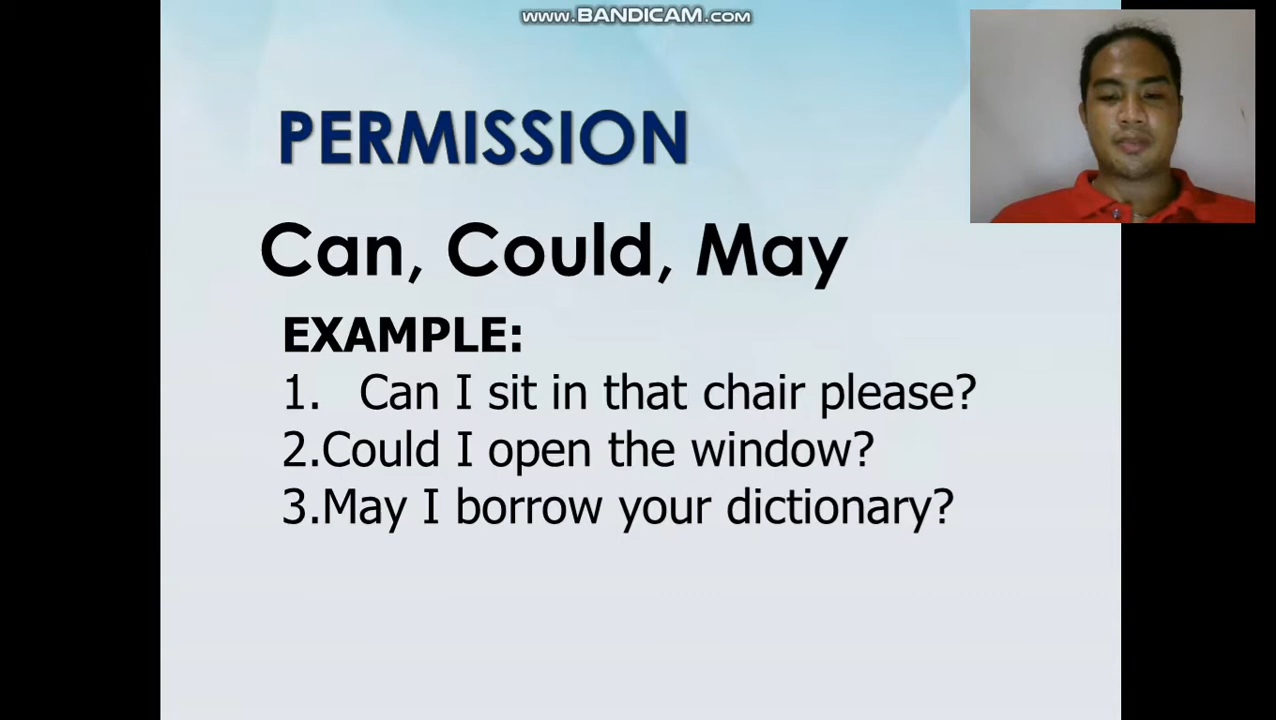 www.BANDICAM.com
PERMISSION
Can, Could, May
EXAMPLE:
1. Can I sit in that chair please?
2.Could I open the window?
3.May I borrow your dictionary?